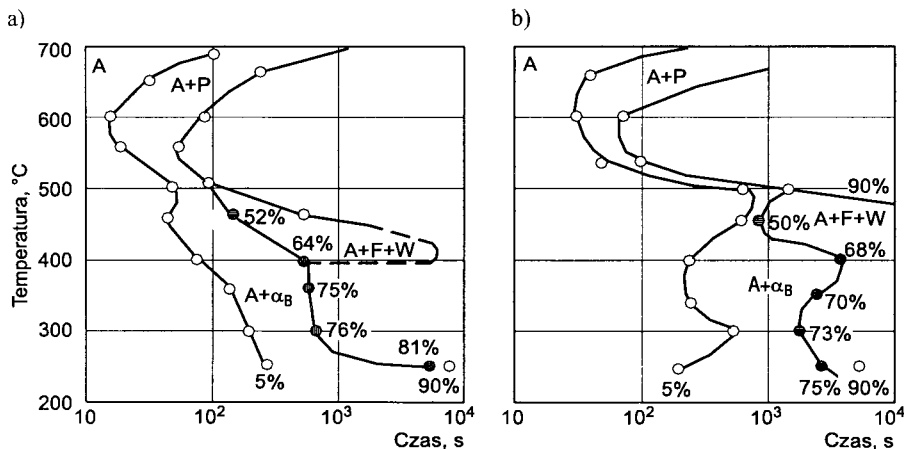 a)
700
A
A+P
600
500
52%
64%
A+F+W
400
75%
A+αB
76%
300
81%
5%
90%
200
10
10²
10³
10⁴
Temperatura, °C
Czas, s
b)
A
A+P
90%
50%
A+F+W
68%
A+αB
70%
73%
5%
75%
90%
10
10²
10³
10⁴
Czas, s